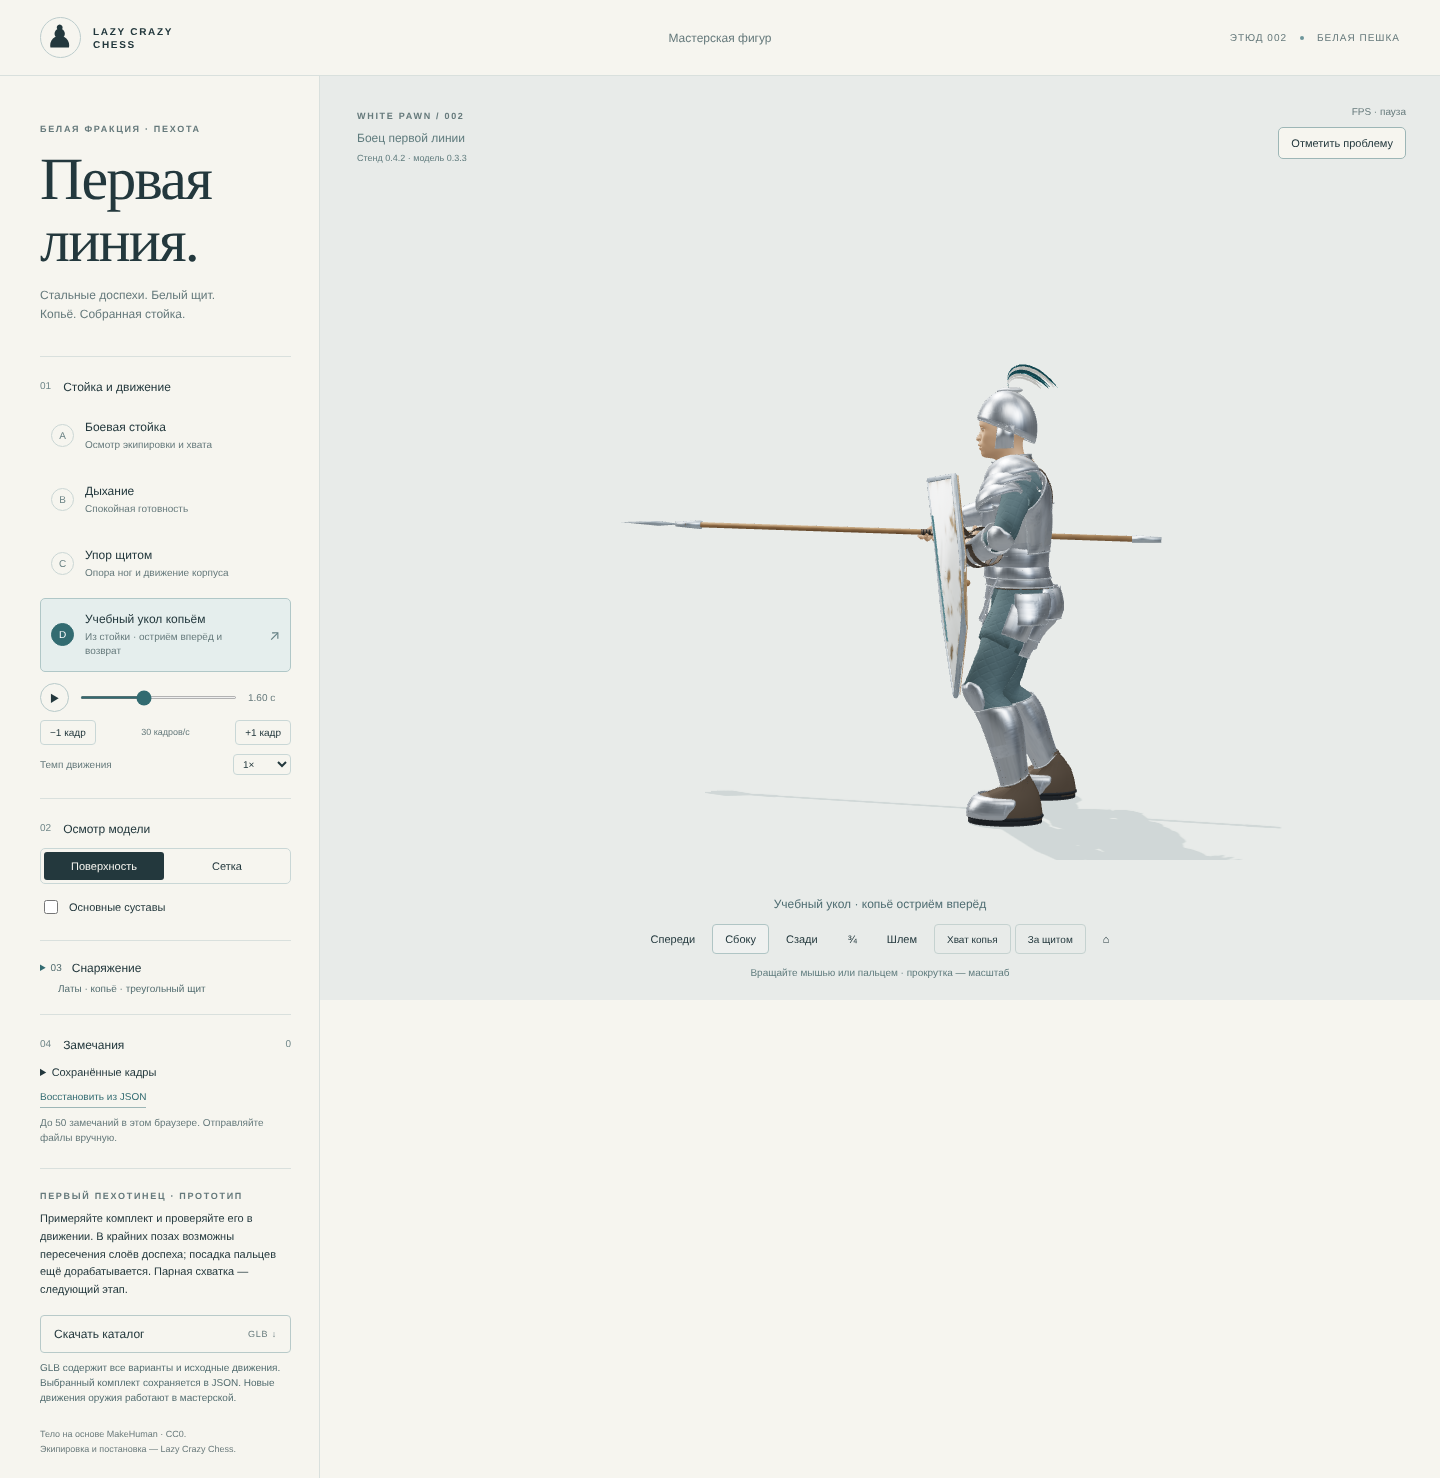 LAZY CRAZY
CHESS
Мастерская фигур
ЭТЮД 002 • БЕЛАЯ ПЕШКА
БЕЛАЯ ФРАКЦИЯ · ПЕХОТА
Первая
линия.
Стальные доспехи. Белый щит.
Копьё. Собранная стойка.
01 Стойка и движение
A
Боевая стойка
Осмотр экипировки и хвата
B
Дыхание
Спокойная готовность
C
Упор щитом
Опора ног и движение корпуса
D
Учебный укол копьём
Из стойки · остриём вперёд и
возврат
1.60 с
−1 кадр
30 кадров/с
+1 кадр
Темп движения
1×
02 Осмотр модели
Поверхность
Сетка
Основные суставы
03 Снаряжение
Латы · копьё · треугольный щит
04 Замечания 0
Сохранённые кадры
Восстановить из JSON
До 50 замечаний в этом браузере. Отправляйте
файлы вручную.
ПЕРВЫЙ ПЕХОТИНЕЦ · ПРОТОТИП
Примеряйте комплект и проверяйте его в
движении. В крайних позах возможны
пересечения слоёв доспеха; посадка пальцев
ещё дорабатывается. Парная схватка —
следующий этап.
Скачать каталог GLB ↓
GLB содержит все варианты и исходные движения.
Выбранный комплект сохраняется в JSON. Новые
движения оружия работают в мастерской.
Тело на основе MakeHuman · CC0.
Экипировка и постановка — Lazy Crazy Chess.
WHITE PAWN / 002
Боец первой линии
Стенд 0.4.2 · модель 0.3.3
FPS · пауза
Отметить проблему
Учебный укол · копьё остриём вперёд
Спереди
Сбоку
Сзади
¾
Шлем
Хват копья
За щитом
⌂
Вращайте мышью или пальцем · прокрутка — масштаб